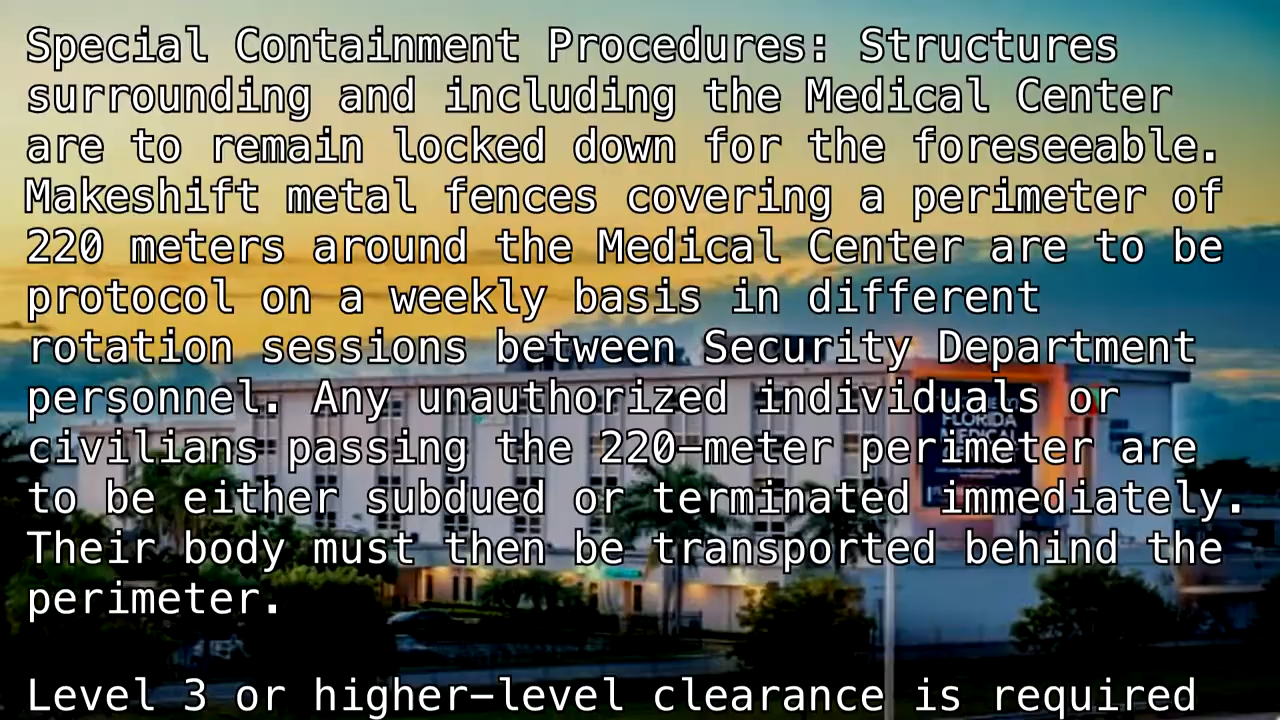 Special Containment Procedures: Structures
surrounding and including the Medical Center
are to remain locked down for the foreseeable.
Makeshift metal fences covering a perimeter of
220 meters around the Medical Center are to be
protocol on a weekly basis in different
rotation sessions between Security Department
personnel. Any unauthorized individuals or
civilians passing the 220-meter perimeter are
to be either subdued or terminated immediately.
Their body must then be transported behind the
perimeter.
Level 3 or higher-level clearance is required
FLORIDA